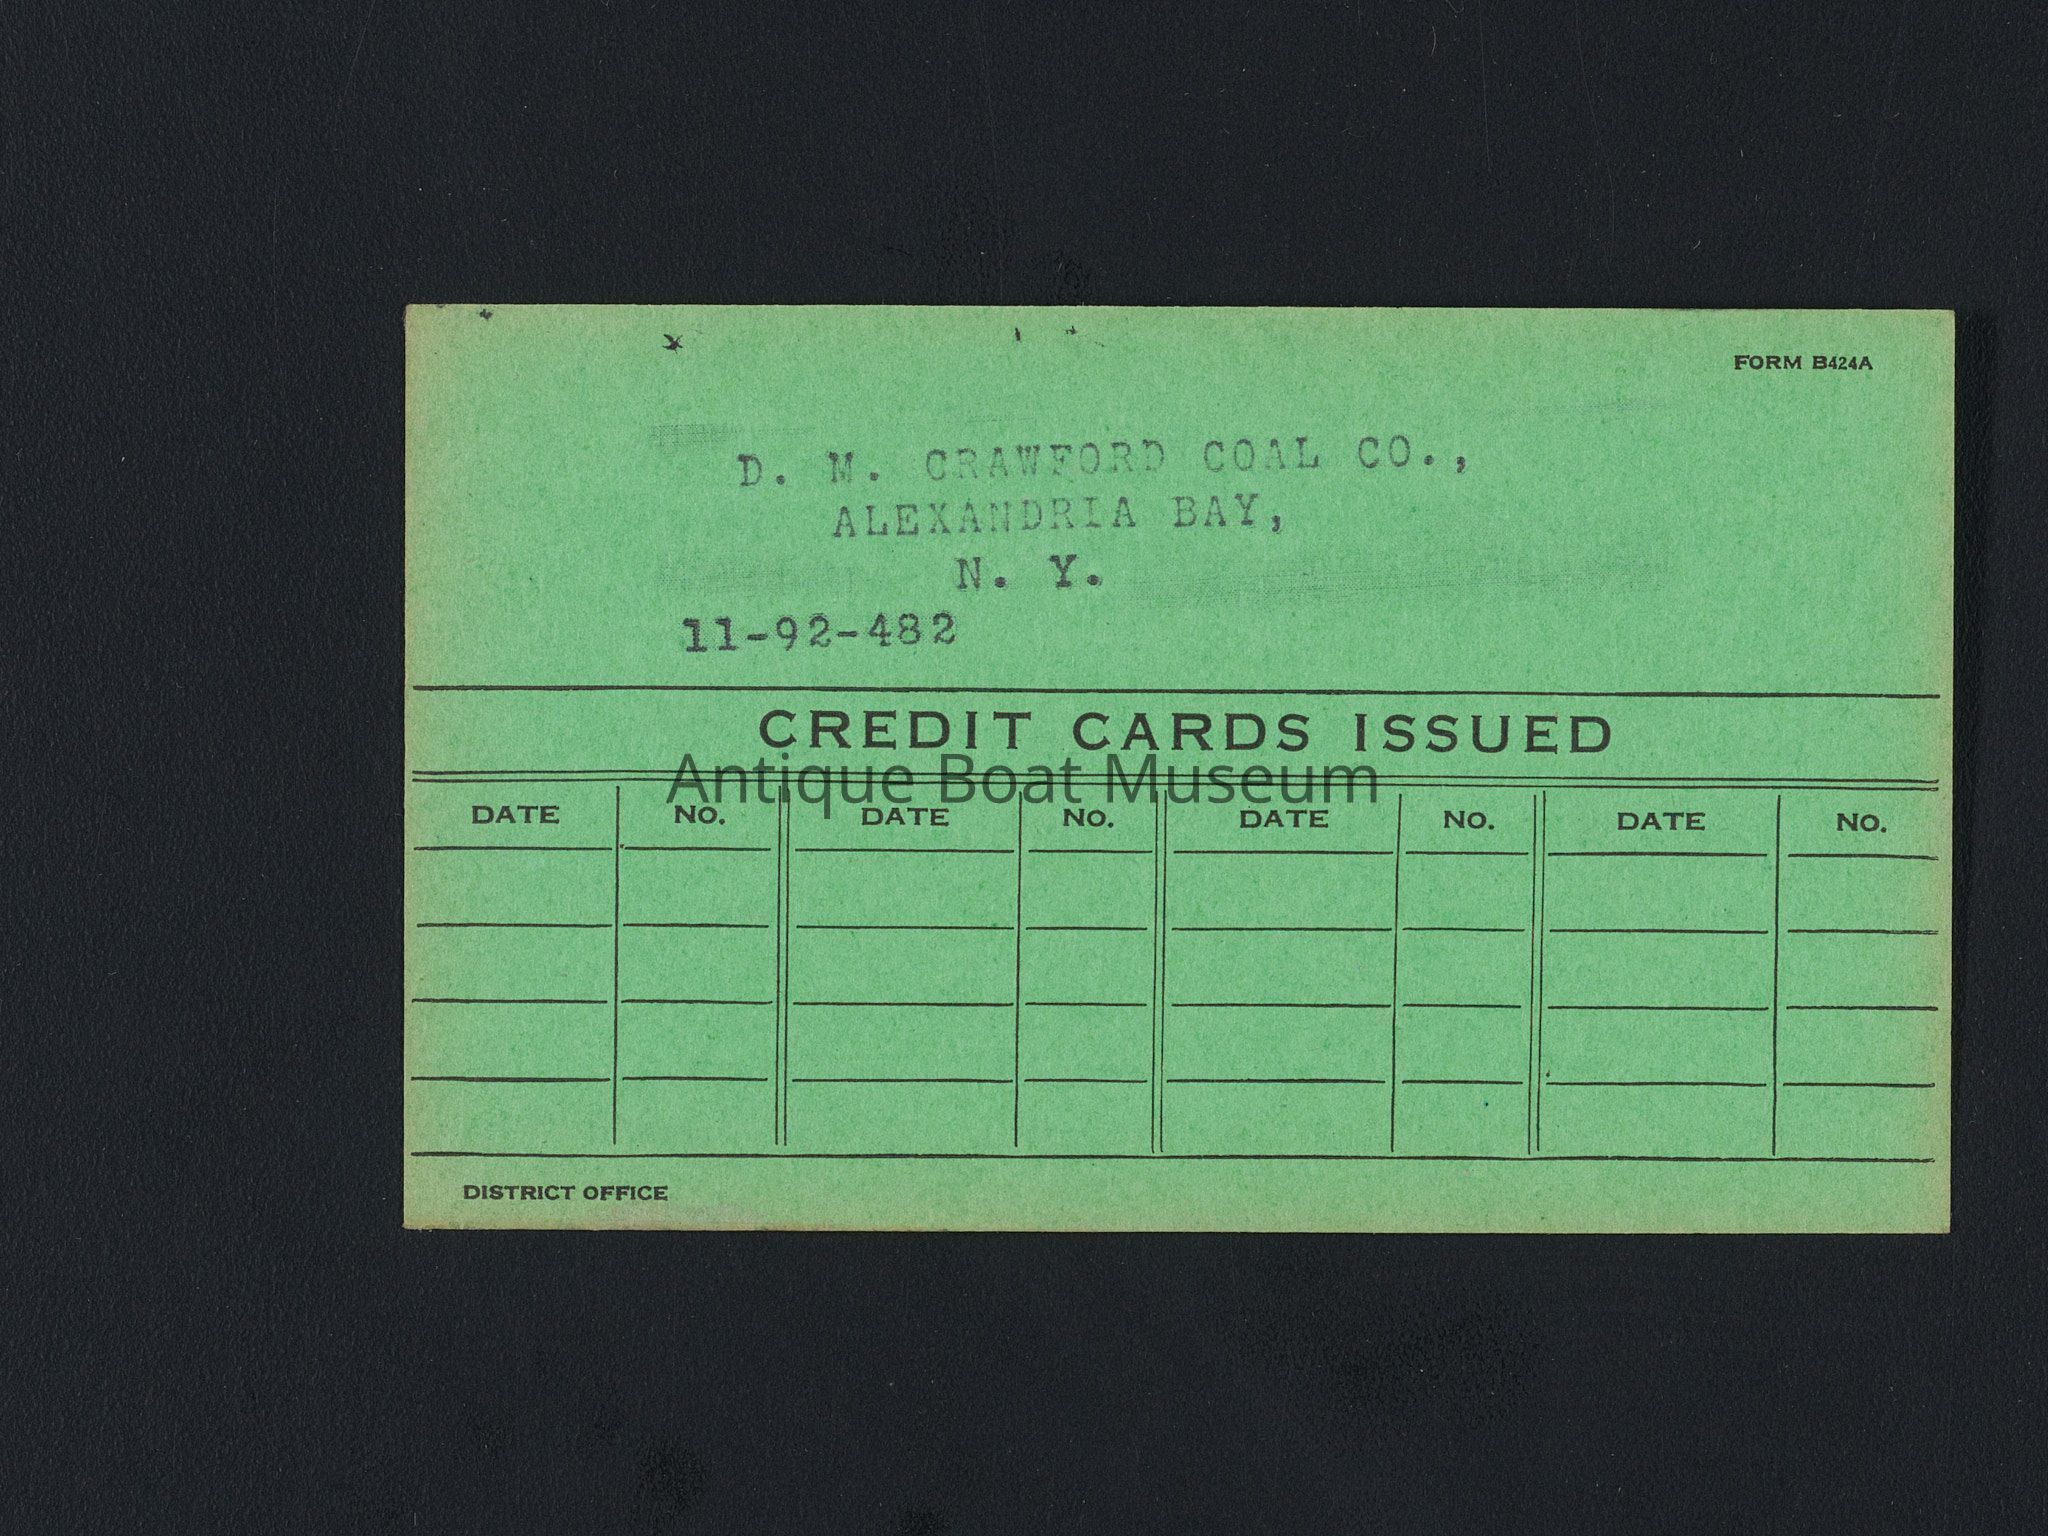 FORM B424A
D. M. CRAWFORD COAL CO.,
ALEXANDRIA BAY,
N. Y.
11-92-482
CREDIT CARDS ISSUED
Antique Boat Museum
DATE NO. DATE NO. DATE NO. DATE NO.
DISTRICT OFFICE